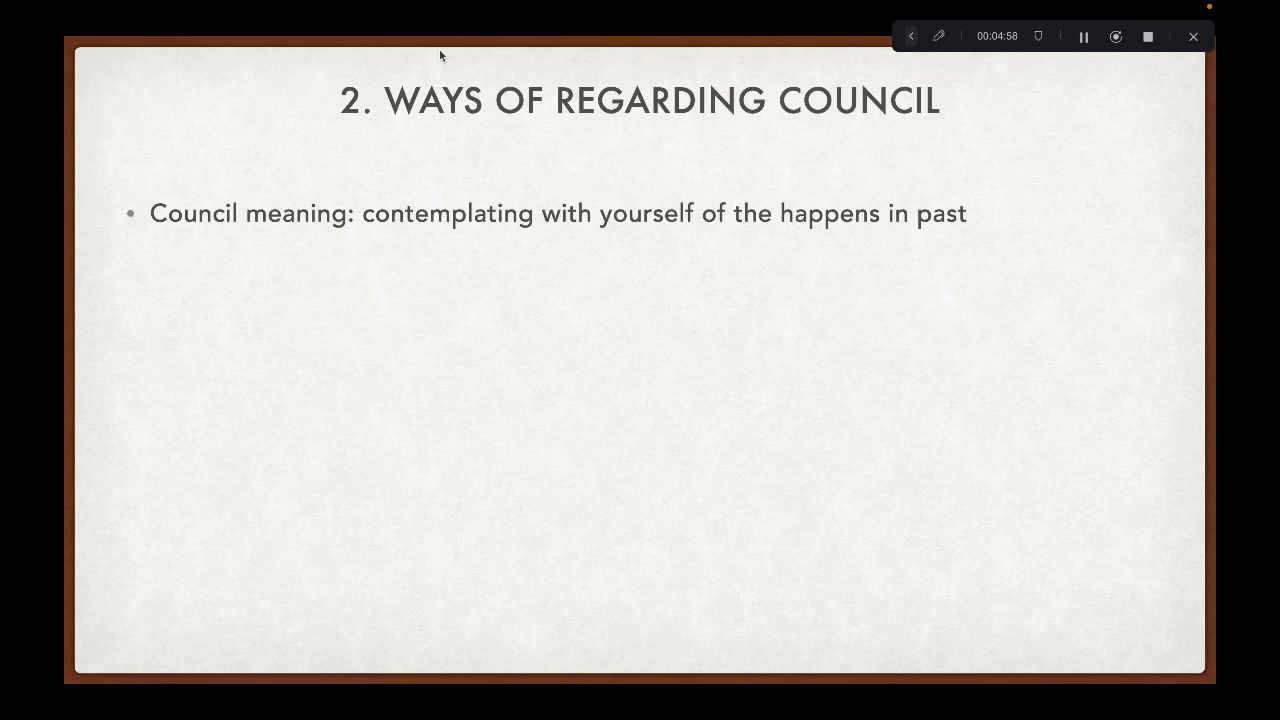 00:04:58
2. WAYS OF REGARDING COUNCIL
• Council meaning: contemplating with yourself of the happens in past